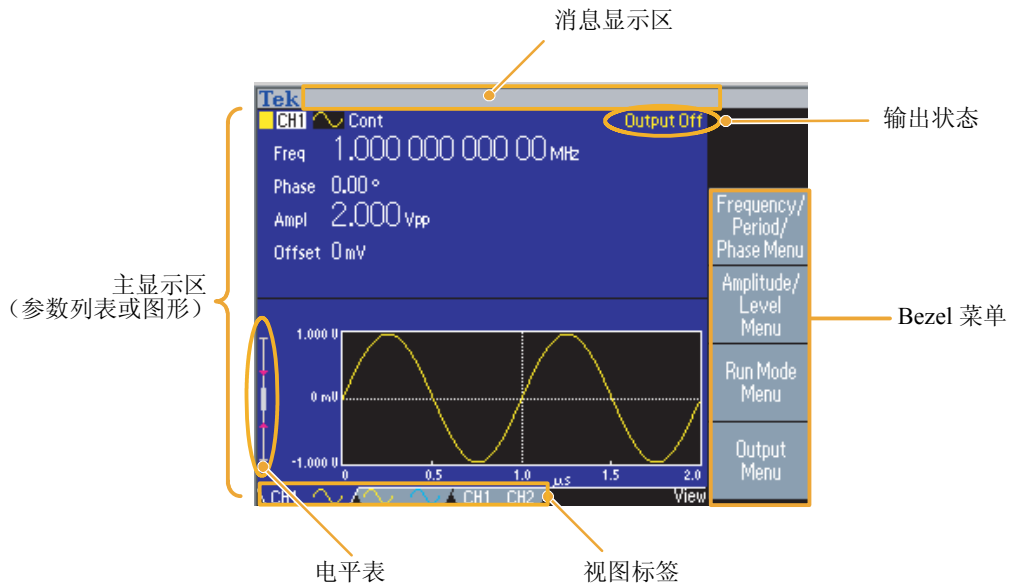 消息显示区
Tek
CH1 Cont Output Off
输出状态
Freq 1.000 000 000 00 MHz
Phase 0.00 °
Ampl 2.000 Vpp
Offset 0 mV
Frequency/
Period/
Phase Menu
Amplitude/
Level
Menu
Run Mode
Menu
Output
Menu
主显示区
（参数列表或图形）
Bezel 菜单
1.000 V
0 mV
-1.000 V
0 0.5 1.0 μs 1.5 2.0
CH1 CH1 CH2 View
电平表
视图标签